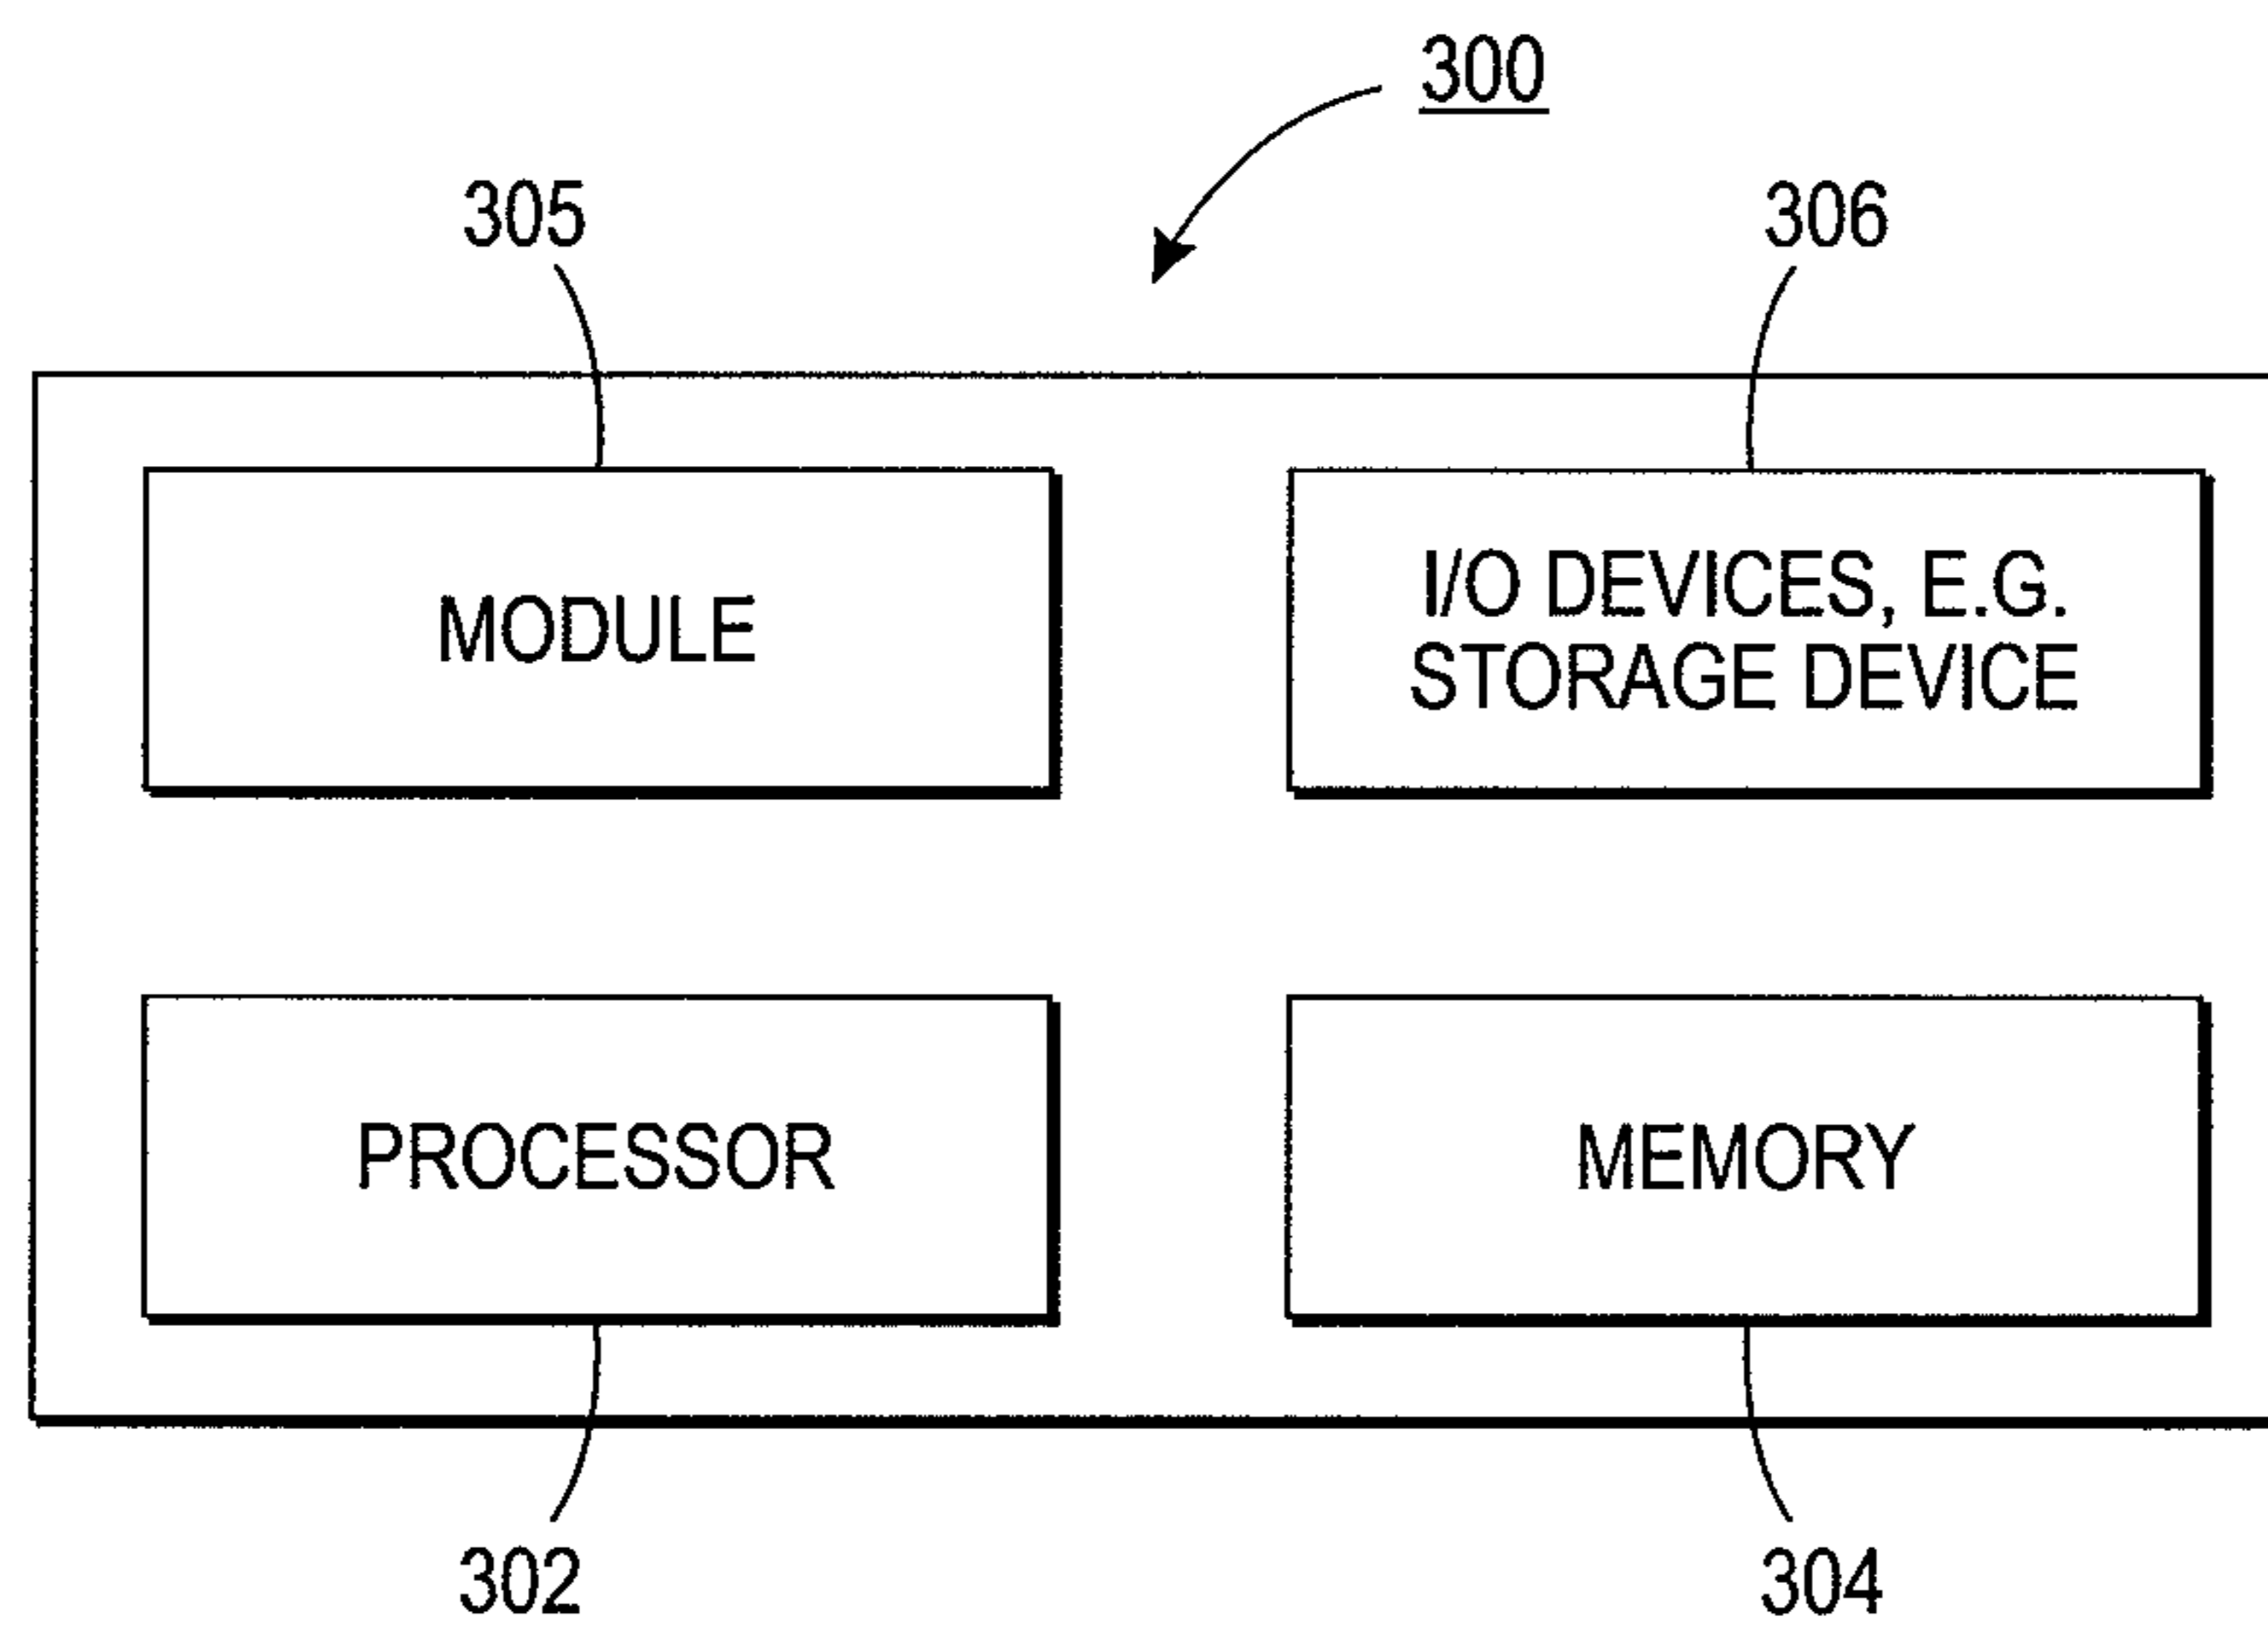 300
305
306
MODULE
I/O DEVICES, E.G.
STORAGE DEVICE
PROCESSOR
MEMORY
302
304